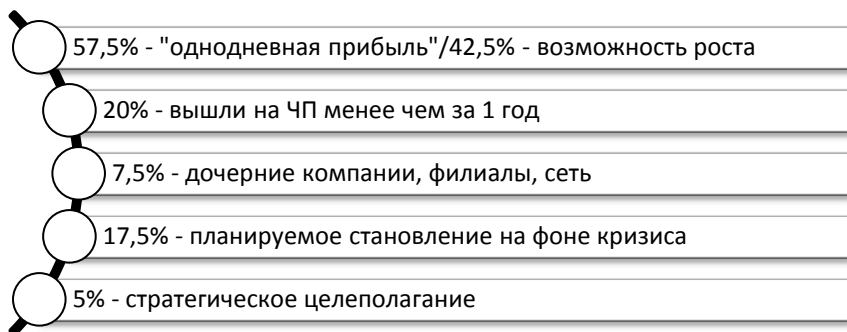 57,5% - "однодневная прибыль"/42,5% - возможность роста
20% - вышли на ЧП менее чем за 1 год
7,5% - дочерние компании, филиалы, сеть
17,5% - планируемое становление на фоне кризиса
5% - стратегическое целеполагание